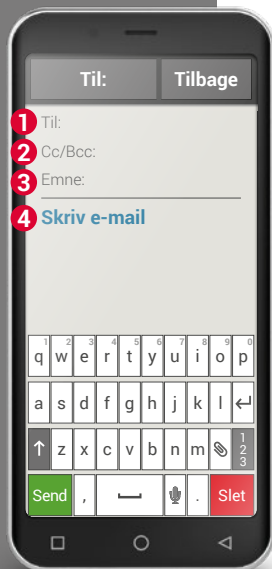 Til: Tilbage
1 Til:
2 Cc/Bcc:
3 Emne:
4 Skriv e-mail
1 2 3 4 5 6 7 8 9 0
q w e r t y u i o p
a s d f g h j k l
z x c v b n m 1 2 3
Send , . Slet